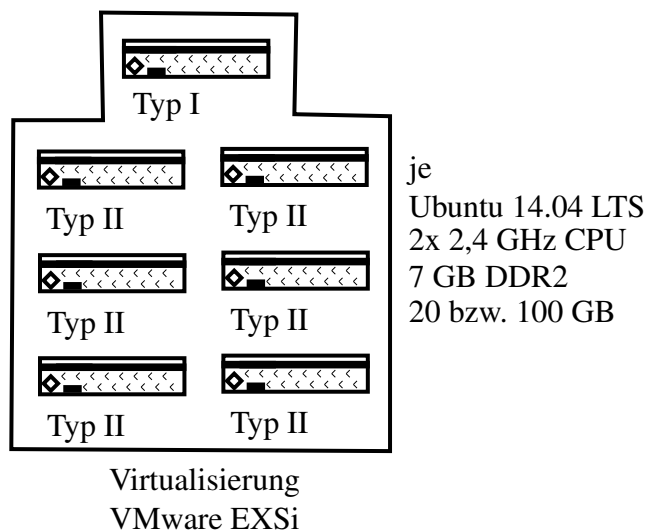 Typ I
Typ II Typ II
Typ II Typ II
Typ II Typ II
je
Ubuntu 14.04 LTS
2x 2,4 GHz CPU
7 GB DDR2
20 bzw. 100 GB
Virtualisierung
VMware EXSi